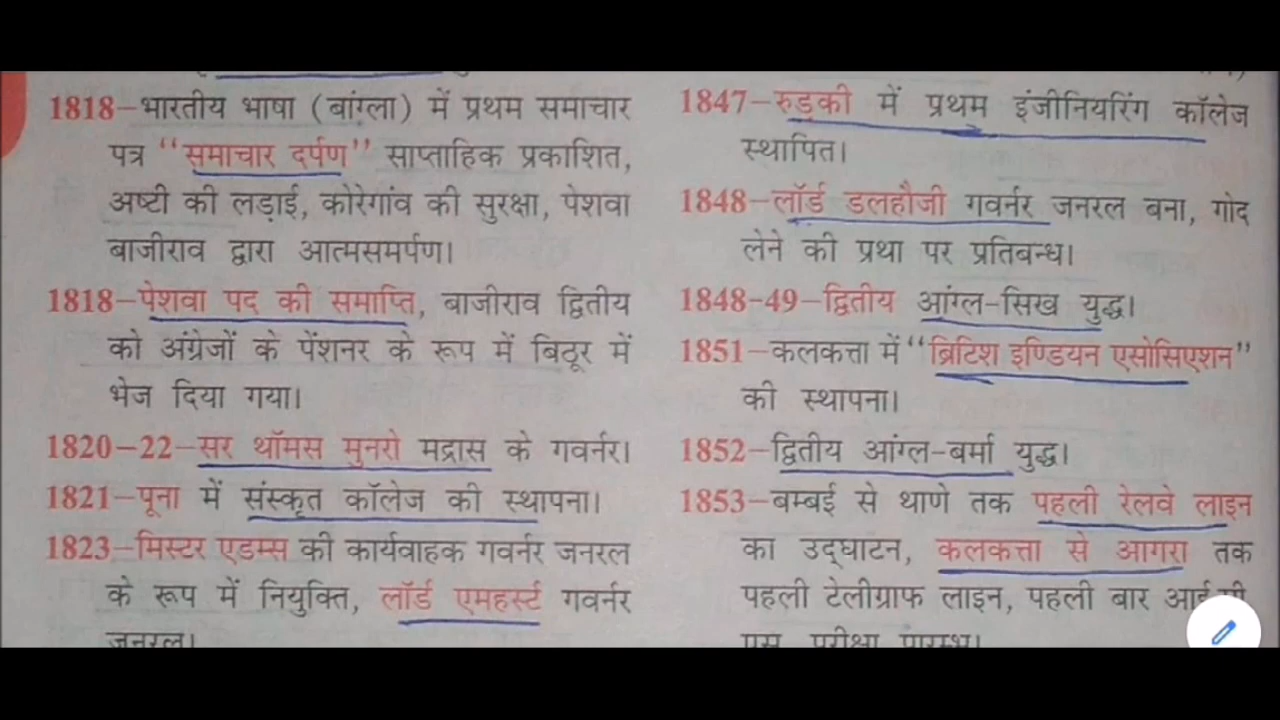 1818–भारतीय भाषा (बांग्ला) में प्रथम समाचार
पत्र “समाचार दर्पण” साप्ताहिक प्रकाशित,
अष्टी की लड़ाई, कोरेगांव की सुरक्षा, पेशवा
बाजीराव द्वारा आत्मसमर्पण।
1818–पेशवा पद की समाप्ति, बाजीराव द्वितीय
को अंग्रेजों के पेंशनर के रूप में बिठूर में
भेज दिया गया।
1820–22–सर थॉमस मुनरो मद्रास के गवर्नर।
1821–पूना में संस्कृत कॉलेज की स्थापना।
1823–मिस्टर एडम्स की कार्यवाहक गवर्नर जनरल
के रूप में नियुक्ति, लॉर्ड एमहर्स्ट गवर्नर
जनरल।
1847–रुड़की में प्रथम इंजीनियरिंग कॉलेज
स्थापित।
1848–लॉर्ड डलहौजी गवर्नर जनरल बना, गोद
लेने की प्रथा पर प्रतिबन्ध।
1848-49–द्वितीय आंग्ल–सिख युद्ध।
1851–कलकत्ता में “ब्रिटिश इण्डियन एसोसिएशन”
की स्थापना।
1852–द्वितीय आंग्ल–बर्मा युद्ध।
1853–बम्बई से थाणे तक पहली रेलवे लाइन
का उद्घाटन, कलकत्ता से आगरा तक
पहली टेलीग्राफ लाइन, पहली बार
परीक्षा प्रारम्भ।